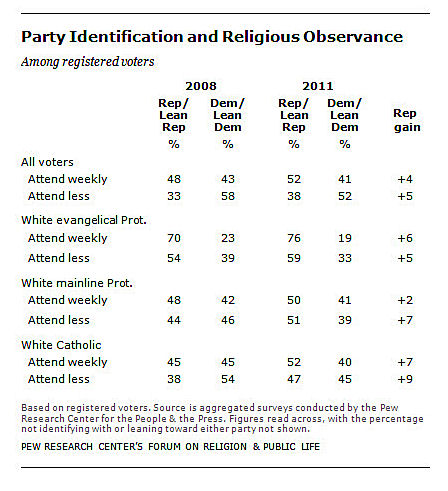 Party Identification and Religious Observance
Among registered voters
2008 2011
Rep/ Lean Rep Dem/ Lean Dem Rep/ Lean Rep Dem/ Lean Dem Rep gain
% % % %
All voters
Attend weekly 48 43 52 41 +4
Attend less 33 58 38 52 +5
White evangelical Prot.
Attend weekly 70 23 76 19 +6
Attend less 54 39 59 33 +5
White mainline Prot.
Attend weekly 48 42 50 41 +2
Attend less 44 46 51 39 +7
White Catholic
Attend weekly 45 45 52 40 +7
Attend less 38 54 47 45 +9
Based on registered voters. Source is aggregated surveys conducted by the Pew
Research Center for the People & the Press. Figures read across, with the percentage
not identifying with or leaning toward either party not shown.
PEW RESEARCH CENTER'S FORUM ON RELIGION & PUBLIC LIFE